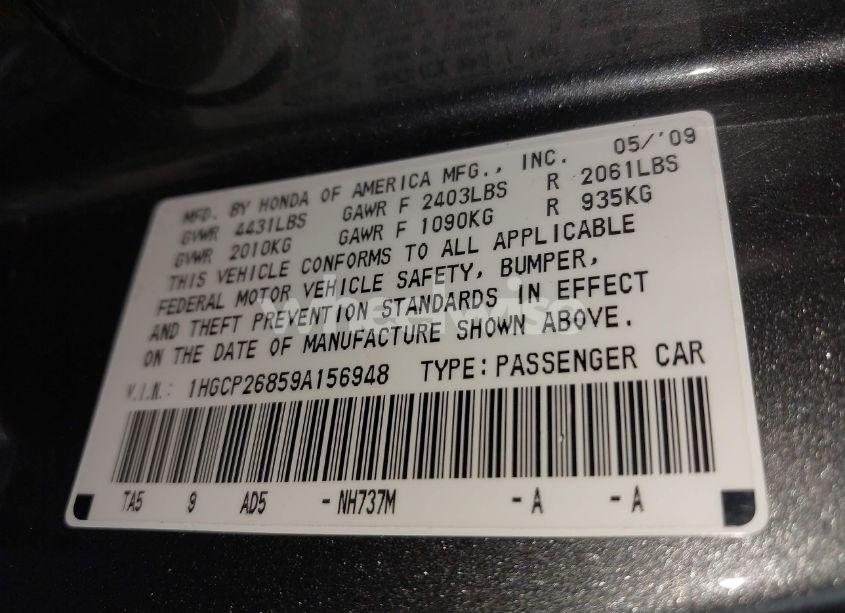 MFD. BY HONDA OF AMERICA MFG., INC. 05/'09
GVWR 4431LBS GAWR F 2403LBS R 2061LBS
GVWR 2010KG GAWR F 1090KG R 935KG
THIS VEHICLE CONFORMS TO ALL APPLICABLE
FEDERAL MOTOR VEHICLE SAFETY, BUMPER,
AND THEFT PREVENTION STANDARDS IN EFFECT
ON THE DATE OF MANUFACTURE SHOWN ABOVE.
V.I.N.: 1HGCP26859A156948 TYPE: PASSENGER CAR
TA5 9 AD5 - NH737M - A - A
wheelwise